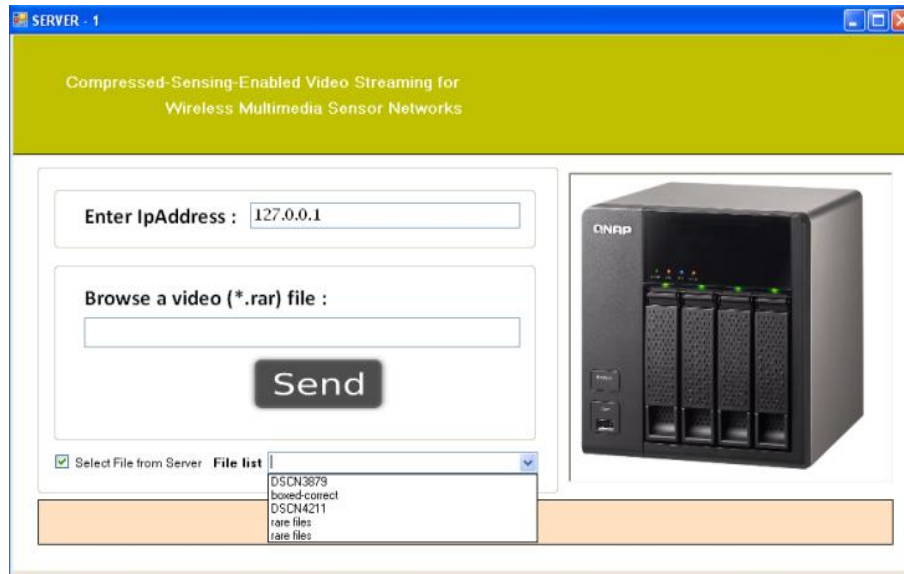 SERVER - 1
Compressed-Sensing-Enabled Video Streaming for
Wireless Multimedia Sensor Networks
Enter IpAddress :
127.0.0.1
QNAP
Browse a video (*.rar) file :
Send
Select File from Server
File list
DSCN3879
boxed-correct
DSCN4211
rare files
rare files